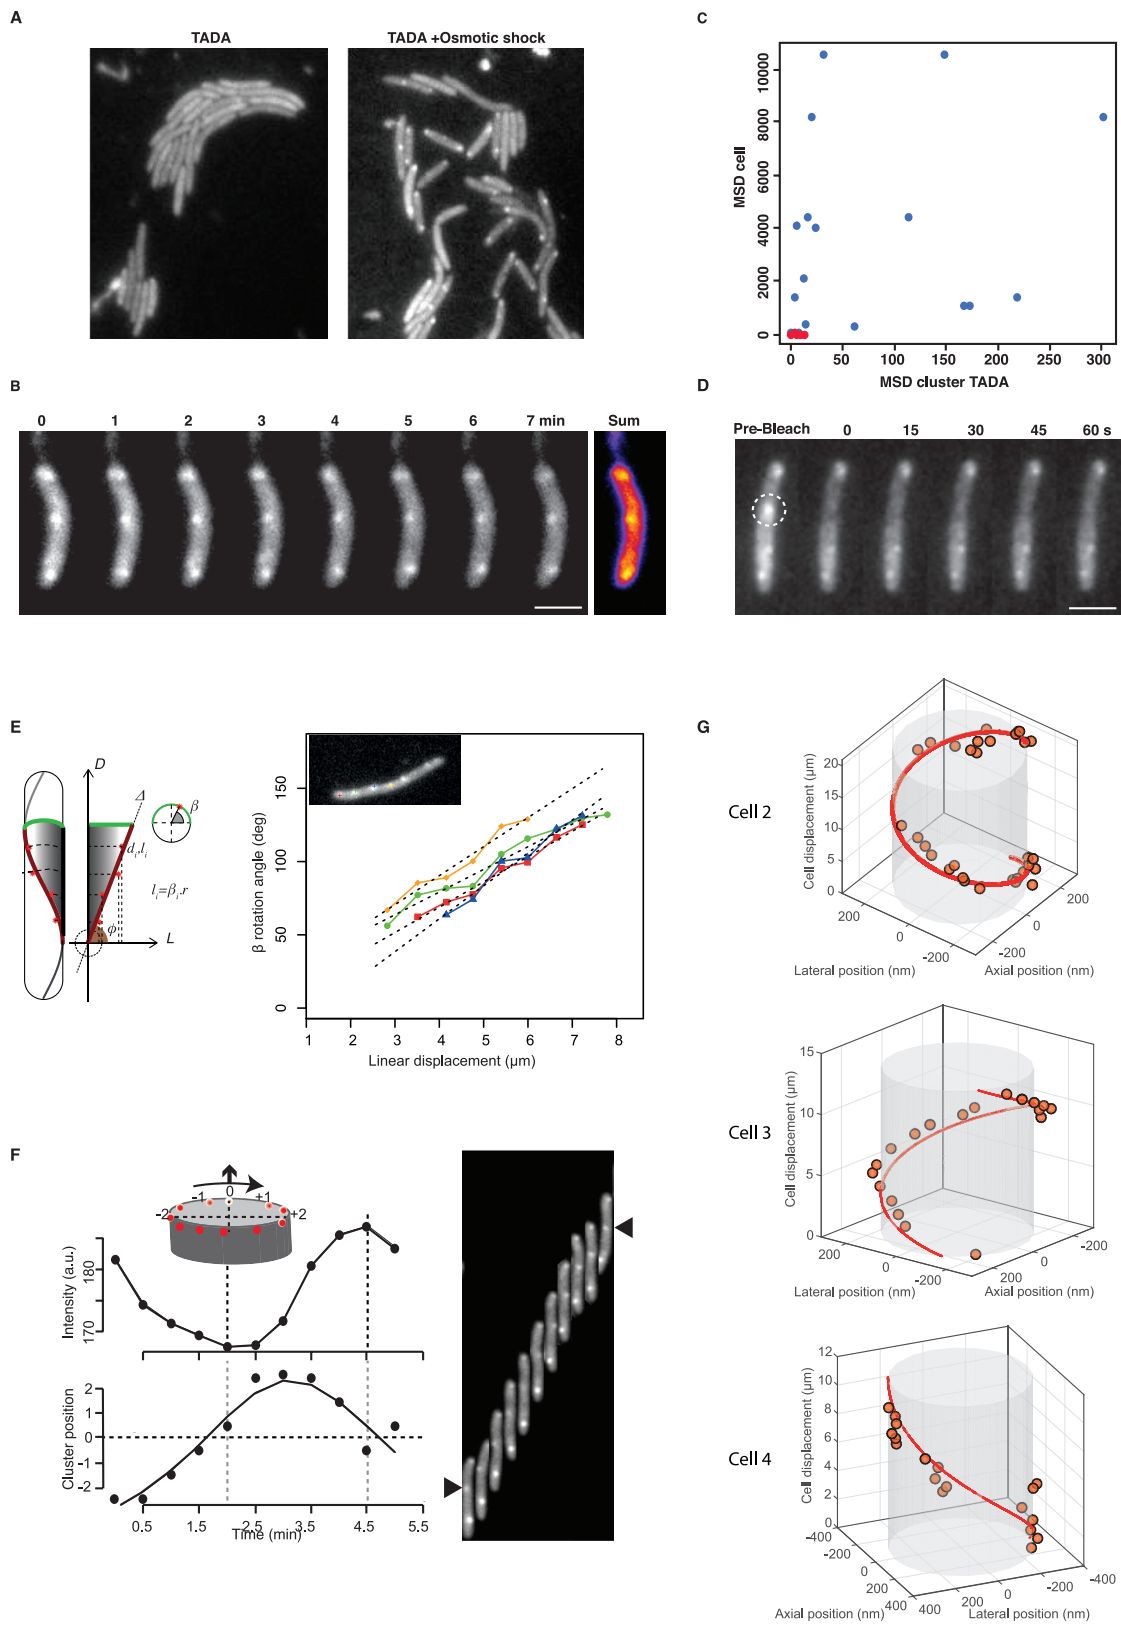 A
TADA
TADA +Osmotic shock
C
MSD cell
10000
8000
6000
4000
2000
0
0 50 100 150 200 250 300
MSD cluster TADA
B
0 1 2 3 4 5 6 7 min Sum
D
Pre-Bleach 0 15 30 45 60 s
E
D
Δ
β
di,li
li=βi.r
ϕ
L
β rotation angle (deg)
150
100
50
0
1 2 3 4 5 6 7 8
Linear displacement (µm)
F
-2 -1 0 +1 +2
Intensity (a.u.)
180
170
Cluster position
2
1
0
-1
-2
0.5 1.5 2.5 3.5 4.5 5.5
Time (min)
G
Cell 2
Cell displacement (µm)
20
15
10
5
0
200 0 -200
Lateral position (nm)
-200 0 200
Axial position (nm)
Cell 3
Cell displacement (µm)
15
10
5
0
200 0 -200
Lateral position (nm)
200 0 -200
Axial position (nm)
Cell 4
Cell displacement (µm)
12
10
8
6
4
2
0
-400 -200 0 200 400
Axial position (nm)
400 200 0 -200 -400
Lateral position (nm)